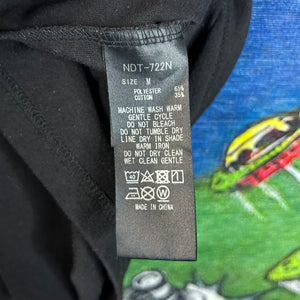 NDT-722N
SIZE M
POLYESTER 65%
COTTON 35%
MACHINE WASH WARM
GENTLE CYCLE
DO NOT BLEACH
DO NOT TUMBLE DRY
LINE DRY IN SHADE
WARM IRON
DO NOT DRY CLEAN
WET CLEAN GENTLE
MADE IN CHINA